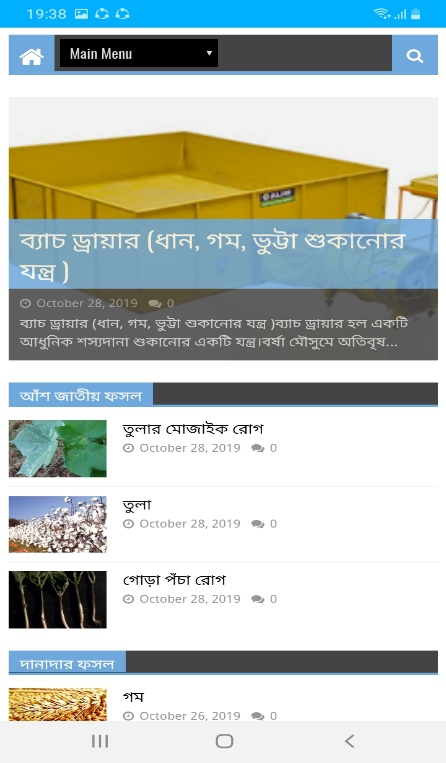 19:38
Main Menu
ব্যাচ ড্রায়ার (ধান, গম, ভুট্টা শুকানোর
যন্ত্র )
October 28, 2019 0
ব্যাচ ড্রায়ার (ধান, গম, ভুট্টা শুকানোর যন্ত্র )ব্যাচ ড্রায়ার হল একটি
আধুনিক শস্যদানা শুকানোর একটি যন্ত্র।বর্ষা মৌসুমে অতিবৃষ...
আঁশ জাতীয় ফসল
তুলার মোজাইক রোগ
October 28, 2019 0
তুলা
October 28, 2019 0
গোড়া পঁচা রোগ
October 28, 2019 0
দানাদার ফসল
গম
October 26, 2019 0